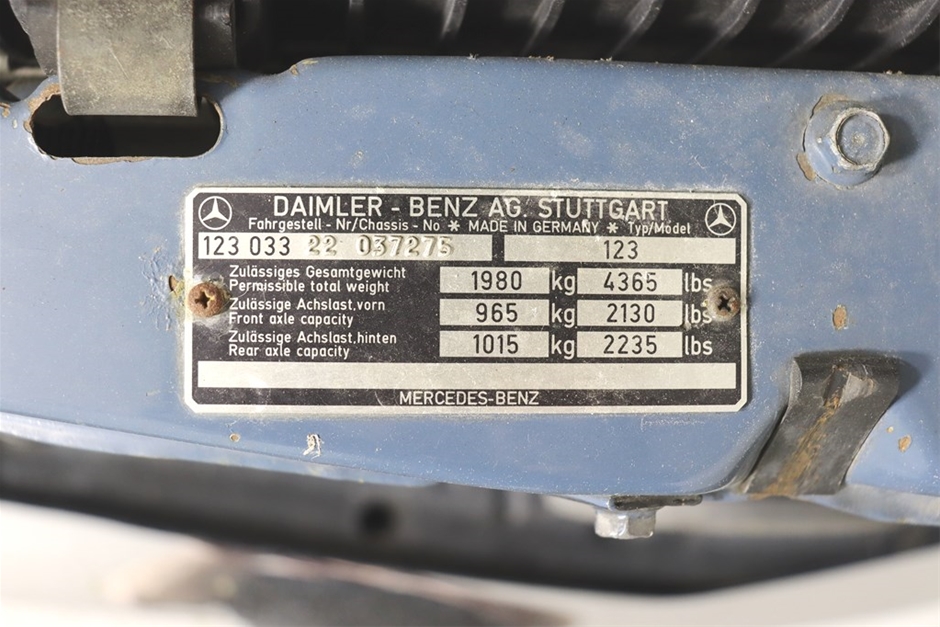 DAIMLER - BENZ AG. STUTTGART
Fahrgestell - Nr/Chassis - No * MADE IN GERMANY * Typ/Model
123 033 22 037275 123
Zulässiges Gesamtgewicht
Permissible total weight 1980 kg 4365 lbs
Zulässige Achslast,vorn
Front axle capacity 965 kg 2130 lbs
Zulässige Achslast,hinten
Rear axle capacity 1015 kg 2235 lbs
MERCEDES-BENZ